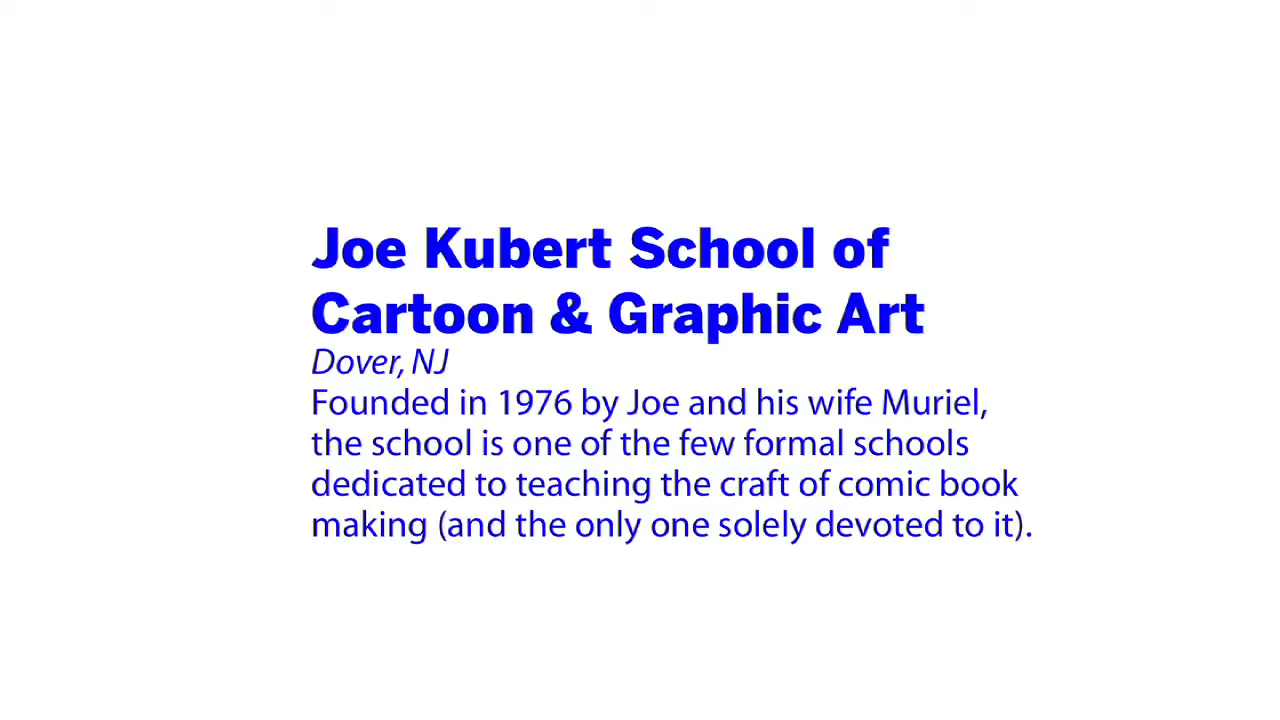 Joe Kubert School of
Cartoon & Graphic Art
Dover, NJ
Founded in 1976 by Joe and his wife Muriel,
the school is one of the few formal schools
dedicated to teaching the craft of comic book
making (and the only one solely devoted to it).